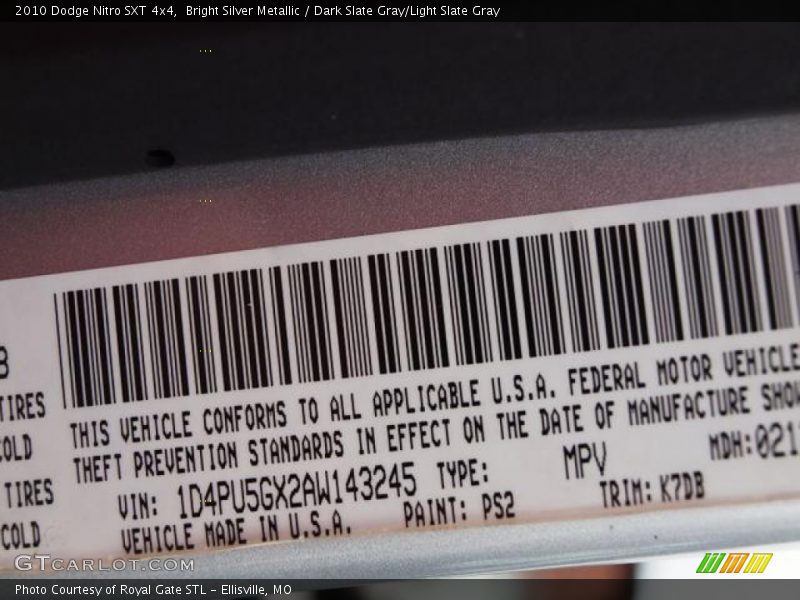 2010 Dodge Nitro SXT 4x4, Bright Silver Metallic / Dark Slate Gray/Light Slate Gray
TIRES
COLD
TIRES
COLD
THIS VEHICLE CONFORMS TO ALL APPLICABLE U.S.A. FEDERAL MOTOR VEHICLE
THEFT PREVENTION STANDARDS IN EFFECT ON THE DATE OF MANUFACTURE SHOW
VIN: 1D4PU5GX2AW143245 TYPE: MPV MDH:021
VEHICLE MADE IN U.S.A. PAINT: PS2 TRIM: K7DB
GTCARLOT.COM
Photo Courtesy of Royal Gate STL - Ellisville, MO